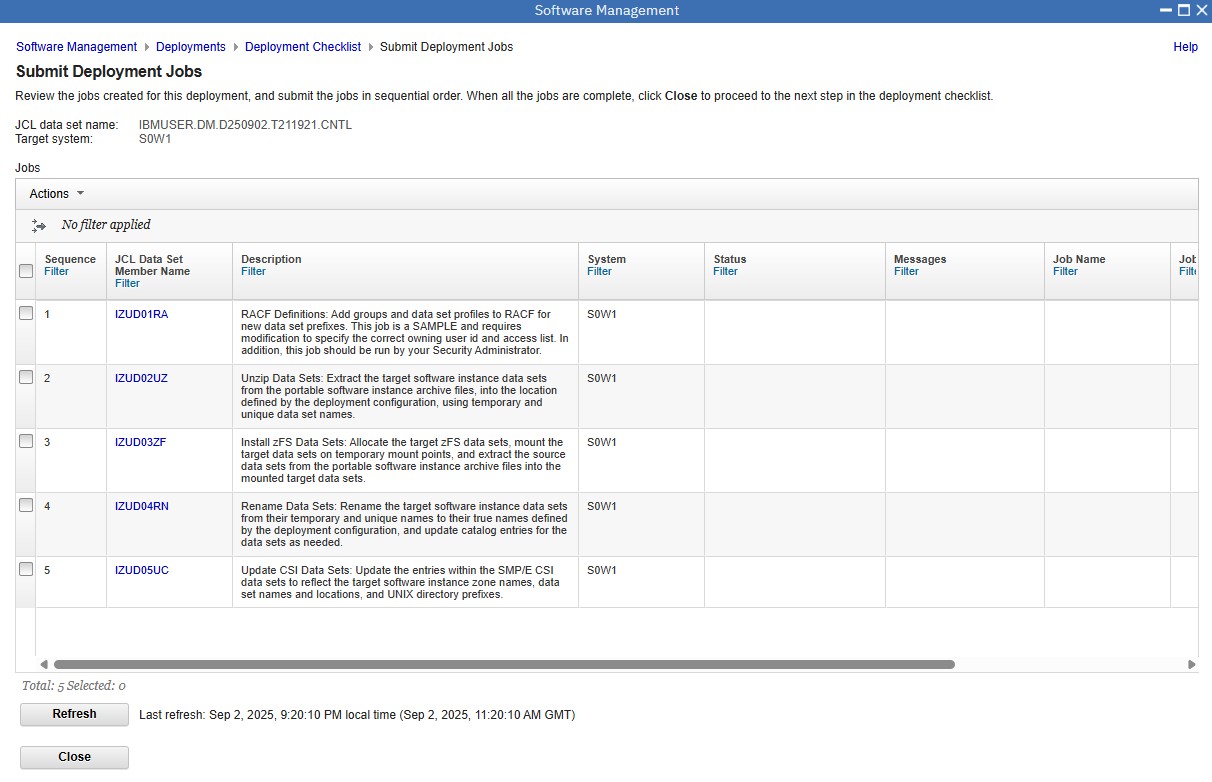 Software Management
Software Management Deployments Deployment Checklist Submit Deployment Jobs
Help
Submit Deployment Jobs
Review the jobs created for this deployment, and submit the jobs in sequential order. When all the jobs are complete, click Close to proceed to the next step in the deployment checklist.
JCL data set name: IBMUSER.DM.D250902.T211921.CNTL
Target system: S0W1
Jobs
Actions
No filter applied
Sequence
Filter
JCL Data Set
Member Name
Filter
Description
Filter
System
Filter
Status
Filter
Messages
Filter
Job Name
Filter
Job
Filte
1
IZUD01RA
RACF Definitions: Add groups and data set profiles to RACF for
new data set prefixes. This job is a SAMPLE and requires
modification to specify the correct owning user id and access list. In
addition, this job should be run by your Security Administrator.
S0W1
2
IZUD02UZ
Unzip Data Sets: Extract the target software instance data sets
from the portable software instance archive files, into the location
defined by the deployment configuration, using temporary and
unique data set names.
S0W1
3
IZUD03ZF
Install zFS Data Sets: Allocate the target zFS data sets, mount the
target data sets on temporary mount points, and extract the source
data sets from the portable software instance archive files into the
mounted target data sets.
S0W1
4
IZUD04RN
Rename Data Sets: Rename the target software instance data sets
from their temporary and unique names to their true names defined
by the deployment configuration, and update catalog entries for the
data sets as needed.
S0W1
5
IZUD05UC
Update CSI Data Sets: Update the entries within the SMP/E CSI
data sets to reflect the target software instance zone names, data
set names and locations, and UNIX directory prefixes.
S0W1
Total: 5 Selected: 0
Refresh
Last refresh: Sep 2, 2025, 9:20:10 PM local time (Sep 2, 2025, 11:20:10 AM GMT)
Close